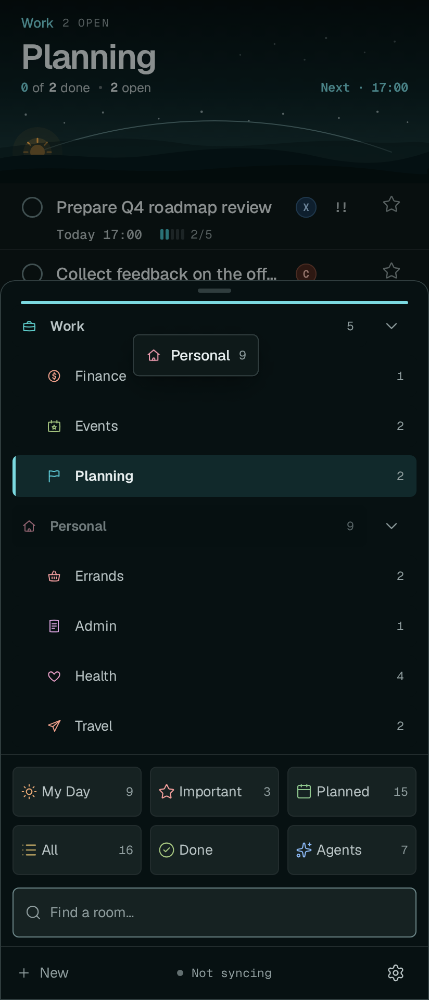 Work 2 OPEN
Planning
0 of 2 done • 2 open Next · 17:00
Prepare Q4 roadmap review X !!
Today 17:00 2/5
Collect feedback on the off… C
Work 5
Personal 9
Finance 1
Events 2
Planning 2
Personal 9
Errands 2
Admin 1
Health 4
Travel 2
My Day 9 Important 3 Planned 15
All 16 Done Agents 7
Find a room…
New Not syncing